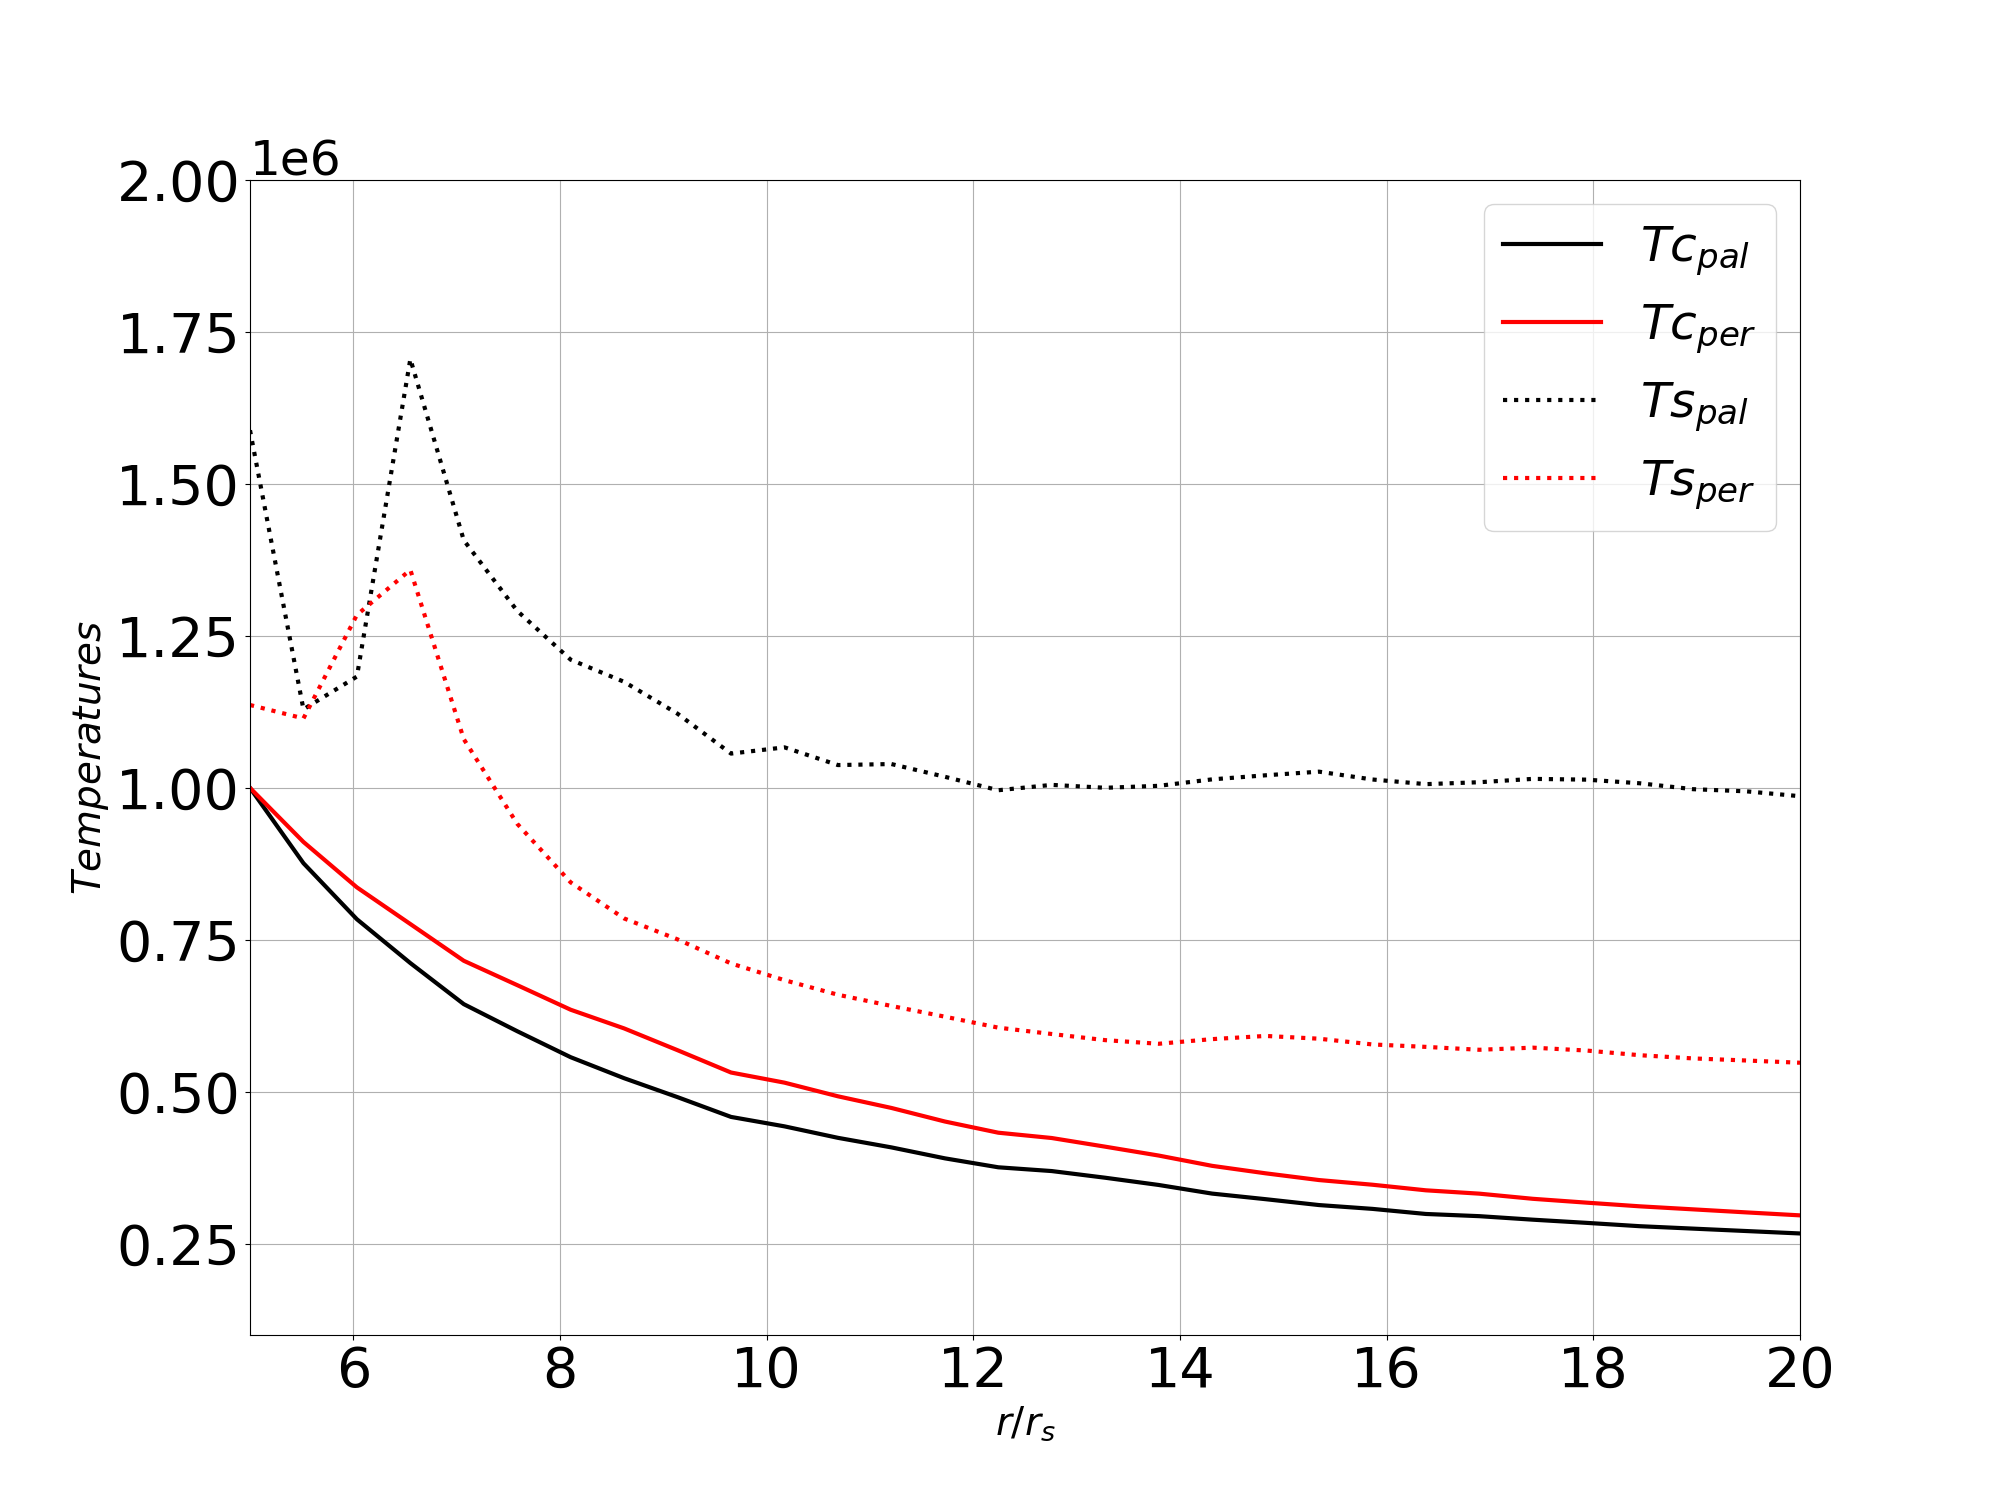 1e6
2.00
1.75
1.50
1.25
1.00
0.75
0.50
0.25
Temperatures
6 8 10 12 14 16 18 20
r/r_s
Tc_pal
Tc_per
Ts_pal
Ts_per